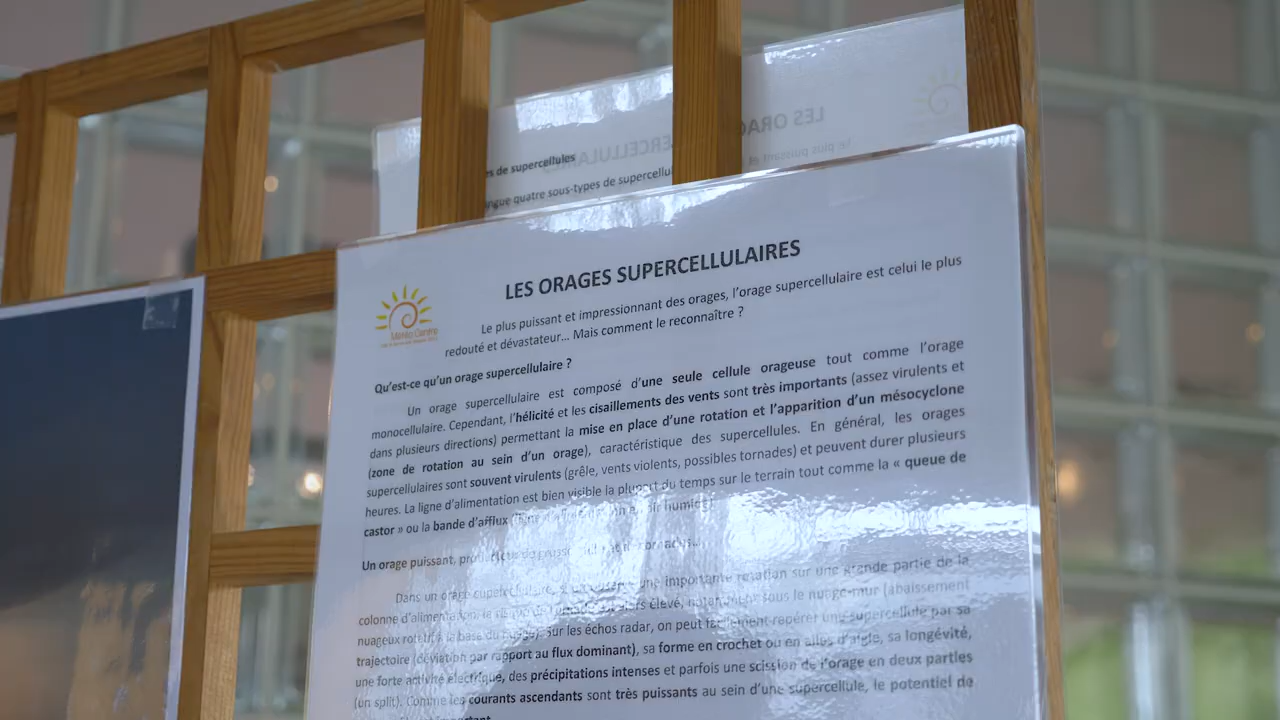 es de supercellules
ngue quatre sous-types de supercellu
LES ORAGES SUPERCELLULAIRES
Météo Centre
Le plus puissant et impressionnant des orages, l'orage supercellulaire est celui le plus
redouté et dévastateur... Mais comment le reconnaître ?
Qu'est-ce qu'un orage supercellulaire ?
Un orage supercellulaire est composé d'une seule cellule orageuse tout comme l'orage
monocellulaire. Cependant, l'hélicité et les cisaillements des vents sont très importants (assez virulents et
dans plusieurs directions) permettant la mise en place d'une rotation et l'apparition d'un mésocyclone
(zone de rotation au sein d'un orage), caractéristique des supercellules. En général, les orages
supercellulaires sont souvent virulents (grêle, vents violents, possibles tornades) et peuvent durer plusieurs
heures. La ligne d'alimentation est bien visible la plupart du temps sur le terrain tout comme la « queue de
castor » ou la bande d'afflux
Un orage puissant,
Dans un orage supercellulaire, une importante rotation sur une grande partie de la
colonne d'alimentation, élevé, notamment sous le nuage-mur (abaissement
nuageux rotatif à la base du nuage). Sur les échos radar, on peut facilement repérer une supercellule par sa
trajectoire (déviation par rapport au flux dominant), sa forme en crochet ou en ailes d'aigle, sa longévité,
une forte activité électrique, des précipitations intenses et parfois une scission de l'orage en deux parties
(un split). Comme les courants ascendants sont très puissants au sein d'une supercellule, le potentiel de